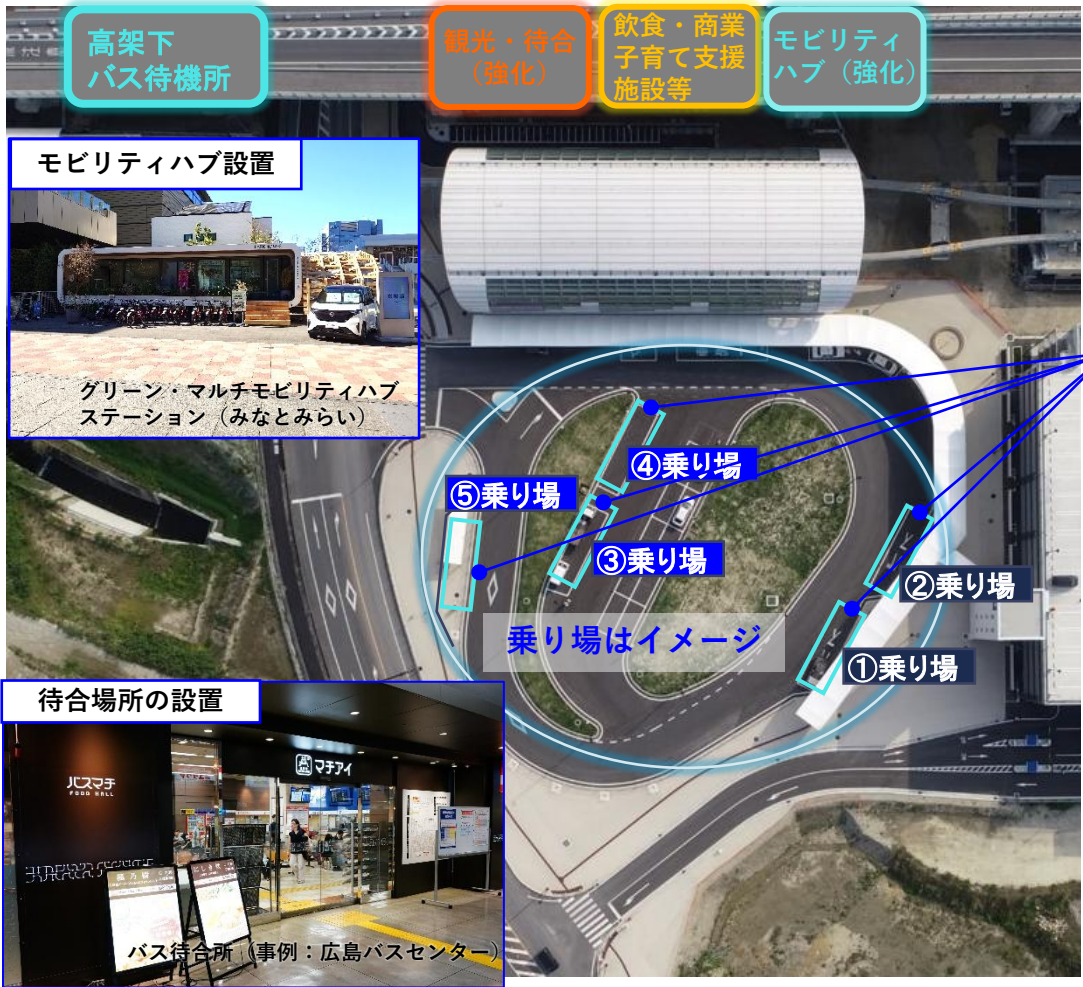 高架下
バス待機所
観光・待合
（強化）
飲食・商業
子育て支援
施設等
モビリティ
ハブ（強化）
モビリティハブ設置
グリーン・マルチモビリティハブ
ステーション（みなとみらい）
④乗り場
⑤乗り場
③乗り場
②乗り場
乗り場はイメージ
①乗り場
待合場所の設置
マチアイ
バスマチ
FOOD HALL
バス待合所（事例：広島バスセンター）